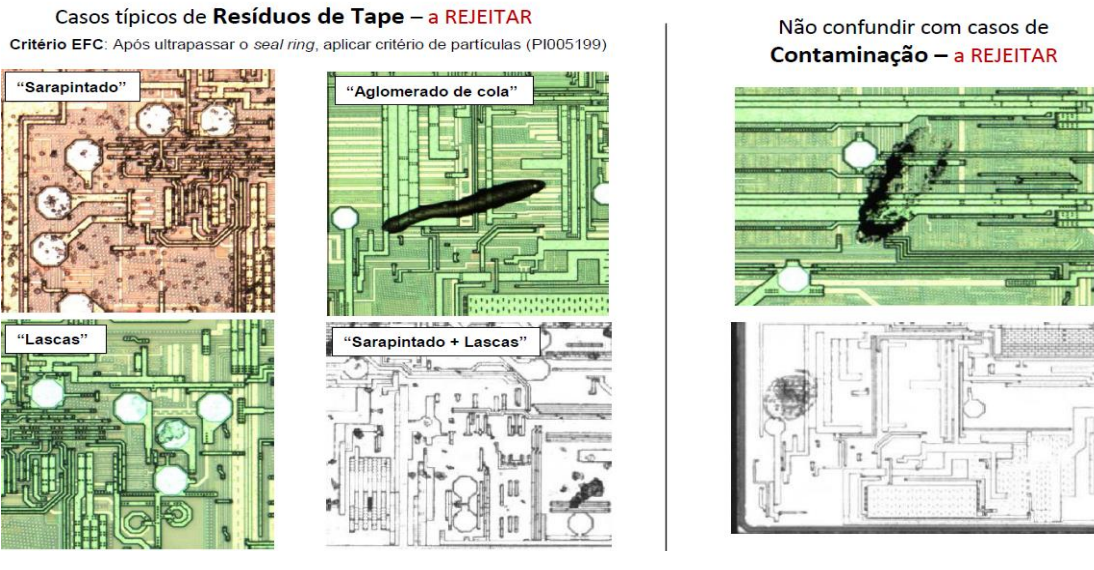 Casos típicos de Resíduos de Tape – a REJEITAR
Critério EFC: Após ultrapassar o seal ring, aplicar critério de partículas (PI005199)
“Sarapintado”
“Aglomerado de cola”
“Lascas”
“Sarapintado + Lascas”
Não confundir com casos de
Contaminação – a REJEITAR